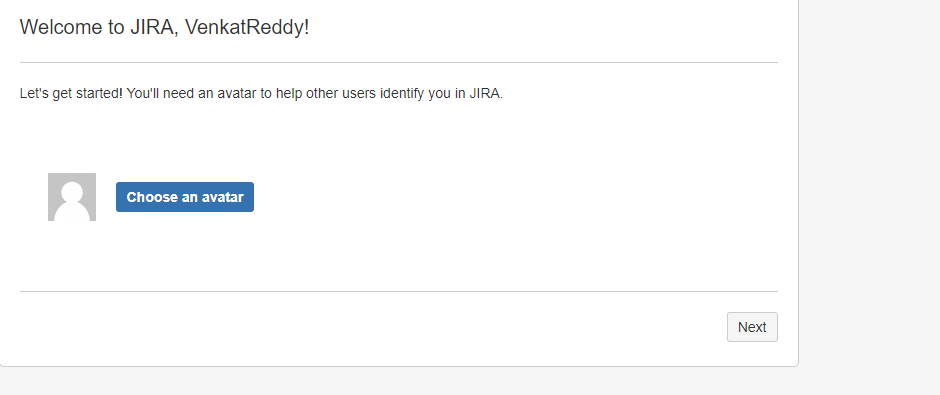 Welcome to JIRA, VenkatReddy!
Let's get started! You'll need an avatar to help other users identify you in JIRA.
Choose an avatar
Next